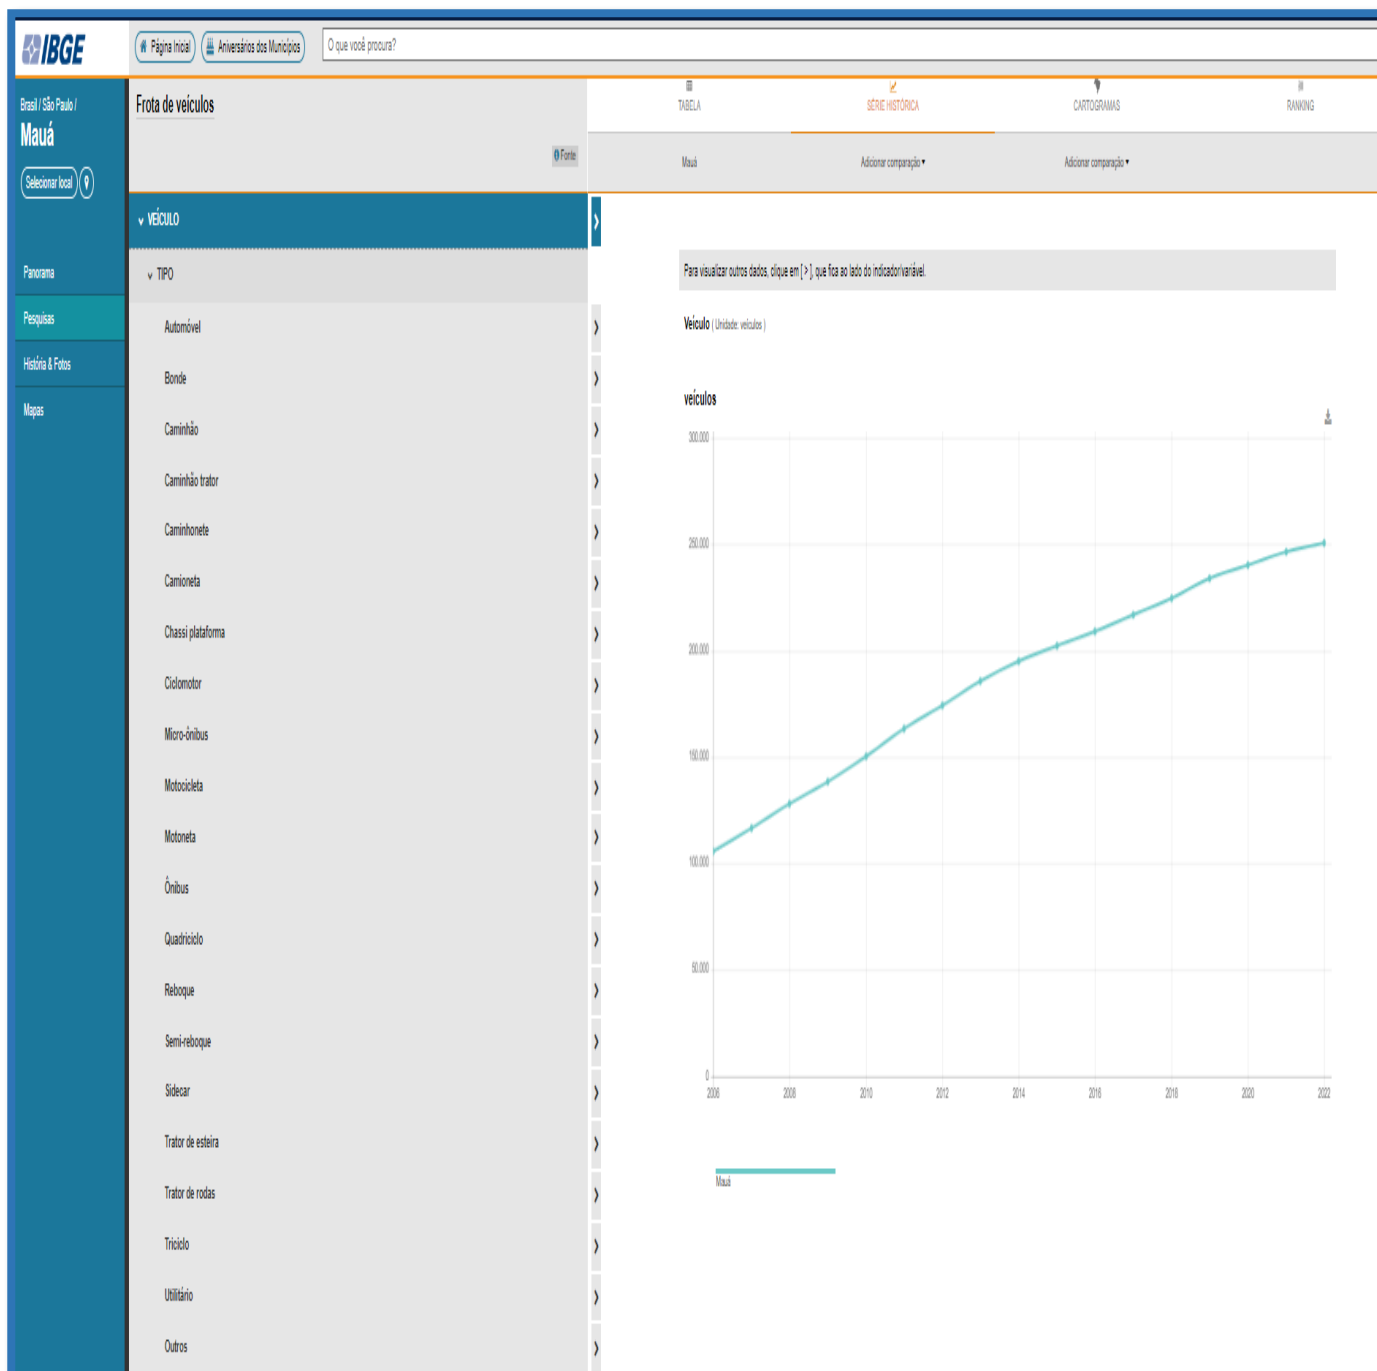 IBGE
Página Inicial
Aniversários dos Municípios
O que você procura?
Brasil / São Paulo /
Mauá
Selecionar local
Panorama
Pesquisas
História & Fotos
Mapas
Frota de veículos
Fonte
TABELA
SÉRIE HISTÓRICA
CARTOGRAMAS
RANKING
Mauá
Adicionar comparação
Adicionar comparação
VEÍCULO
TIPO
Automóvel
Bonde
Caminhão
Caminhão trator
Caminhonete
Camioneta
Chassi plataforma
Ciclomotor
Micro-ônibus
Motocicleta
Motoneta
Ônibus
Quadriciclo
Reboque
Semi-reboque
Sidecar
Trator de esteira
Trator de rodas
Triciclo
Utilitário
Outros
Para visualizar outros dados, clique em [ > ], que fica ao lado do indicador/variável.
Veículo ( Unidade: veículos )
veículos
300.000
250.000
200.000
150.000
100.000
50.000
0
2006 2008 2010 2012 2014 2016 2018 2020 2022
Mauá